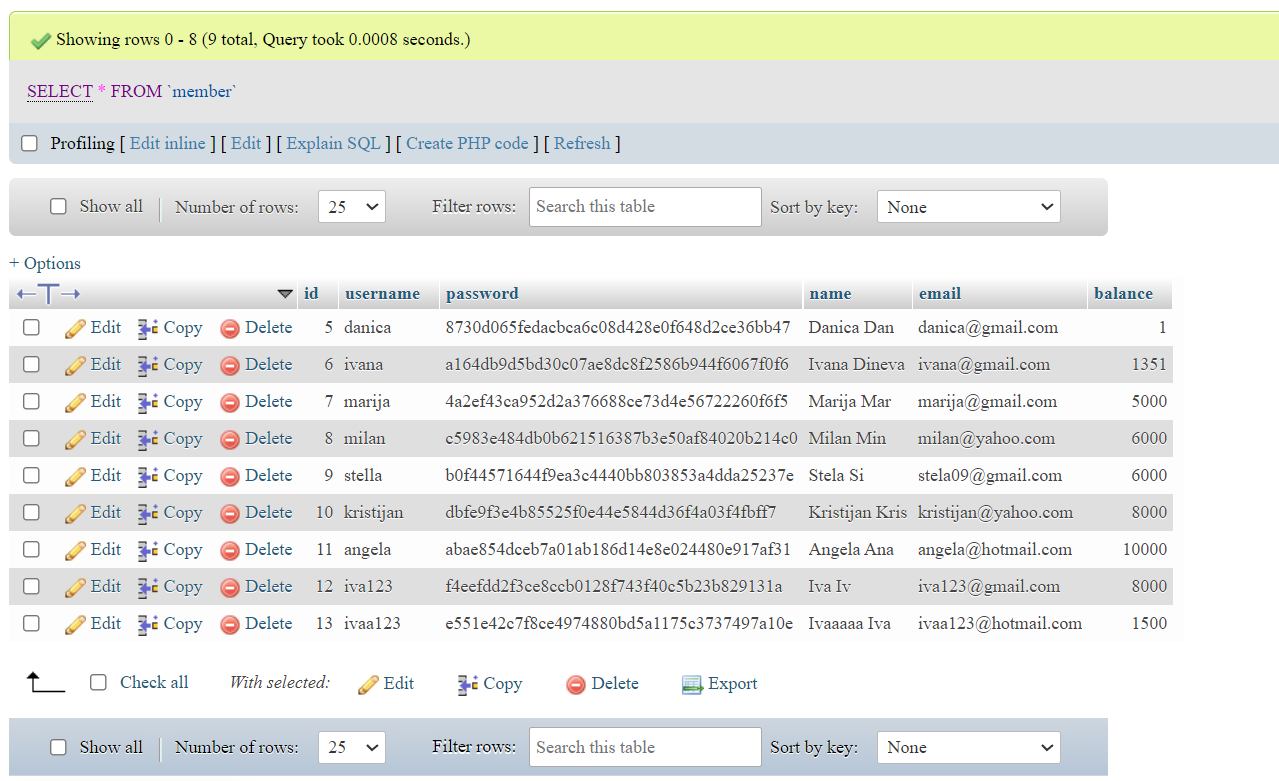 Showing rows 0 - 8 (9 total, Query took 0.0008 seconds.)
SELECT * FROM `member`
Profiling [ Edit inline ] [ Edit ] [ Explain SQL ] [ Create PHP code ] [ Refresh ]
Show all Number of rows: 25 Filter rows: Search this table Sort by key: None
+ Options
id username password name email balance
Edit Copy Delete 5 danica 8730d065fedacbca6c08d428e0f648d2ce36bb47 Danica Dan danica@gmail.com 1
Edit Copy Delete 6 ivana a164db9d5bd30c07ae8dc8f2586b944f6067f0f6 Ivana Dineva ivana@gmail.com 1351
Edit Copy Delete 7 marija 4a2ef43ca952d2a376688ce73d4e56722260f6f5 Marija Mar marija@gmail.com 5000
Edit Copy Delete 8 milan c5983e484db0b621516387b3e50af84020b214c0 Milan Min milan@yahoo.com 6000
Edit Copy Delete 9 stella b0f44571644f9ea3c4440bb803853a4dda25237e Stela Si stela09@gmail.com 6000
Edit Copy Delete 10 kristijan dbfe9f3e4b85525f0e44e5844d36f4a03f4fbff7 Kristijan Kris kristijan@yahoo.com 8000
Edit Copy Delete 11 angela abae854dceb7a01ab186d14e8e024480e917af31 Angela Ana angela@hotmail.com 10000
Edit Copy Delete 12 iva123 f4eefdd2f3ce8ccb0128f743f40c5b23b829131a Iva Iv iva123@gmail.com 8000
Edit Copy Delete 13 ivaa123 e551e42c7f8ce4974880bd5a1175c3737497a10e Ivaaaaa Iva ivaa123@hotmail.com 1500
Check all With selected: Edit Copy Delete Export
Show all Number of rows: 25 Filter rows: Search this table Sort by key: None